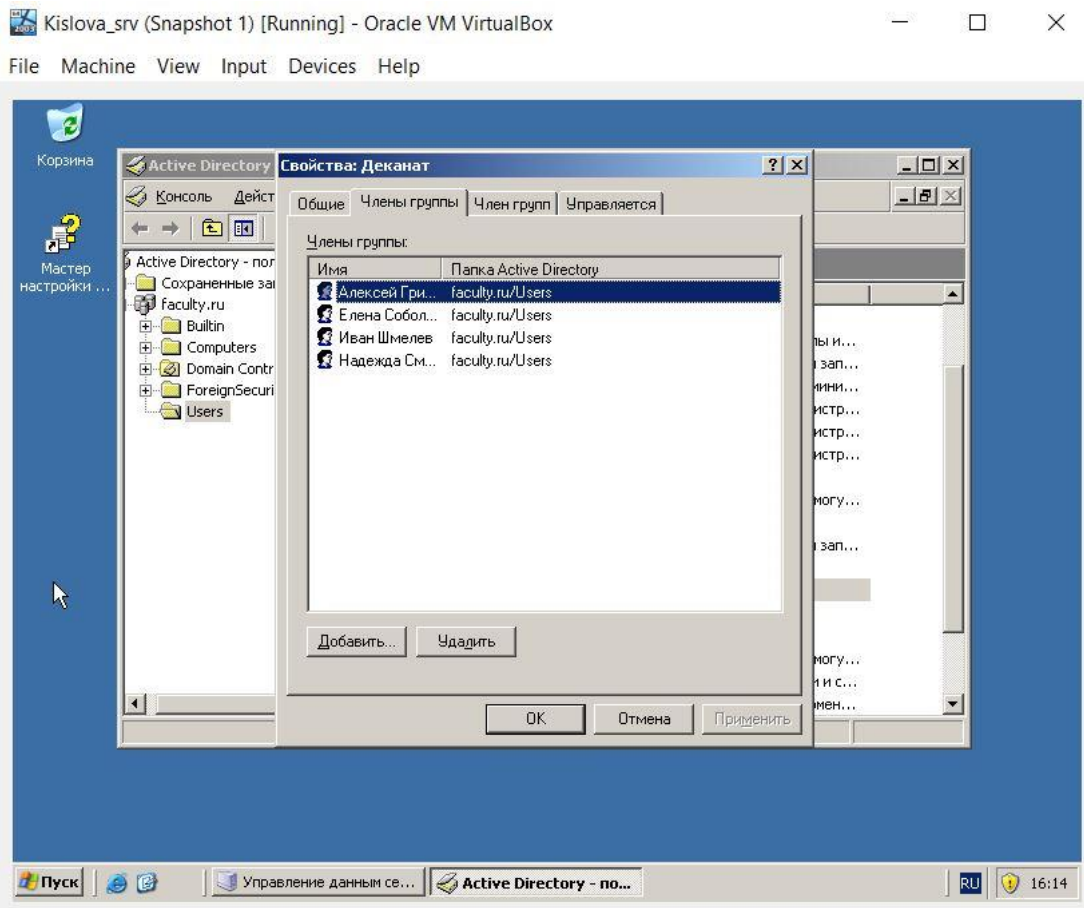 Kislova_srv (Snapshot 1) [Running] - Oracle VM VirtualBox
File Machine View Input Devices Help
Корзина
Мастер
настройки ...
Active Directory
Консоль Дейст
Active Directory - пол
Сохраненные за
faculty.ru
Builtin
Computers
Domain Contr
ForeignSecuri
Users
Свойства: Деканат
Общие Члены группы Член групп Управляется
Члены группы:
Имя Папка Active Directory
Алексей Гри... faculty.ru/Users
Елена Собол... faculty.ru/Users
Иван Шмелев faculty.ru/Users
Надежда См... faculty.ru/Users
Добавить... Удалить
OK Отмена Применить
ы и...
зап...
мини...
истр...
истр...
истр...
могу...
зап...
могу...
и с...
мен...
Пуск Управление данным се... Active Directory - по... RU 16:14